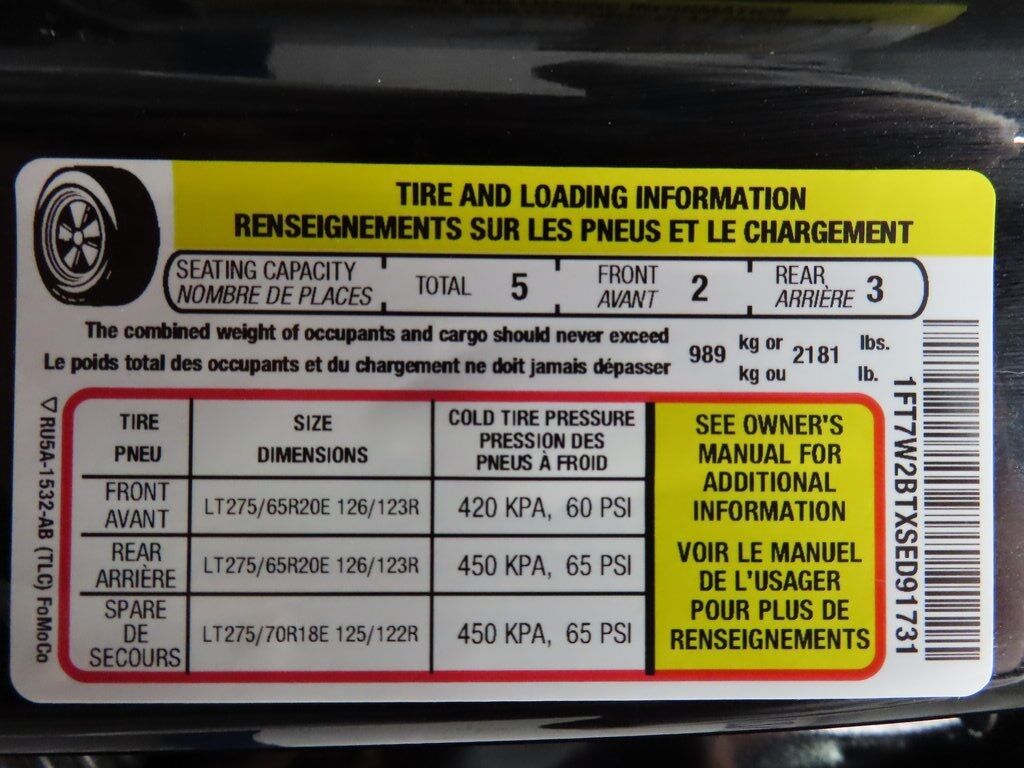 TIRE AND LOADING INFORMATION
RENSEIGNEMENTS SUR LES PNEUS ET LE CHARGEMENT
SEATING CAPACITY TOTAL 5 FRONT 2 REAR 3
NOMBRE DE PLACES AVANT ARRIÈRE
The combined weight of occupants and cargo should never exceed 989 kg or 2181 lbs.
Le poids total des occupants et du chargement ne doit jamais dépasser kg ou lb.
TIRE SIZE COLD TIRE PRESSURE
PNEU DIMENSIONS PRESSION DES
PNEUS À FROID
FRONT LT275/65R20E 126/123R 420 KPA, 60 PSI
AVANT
REAR LT275/65R20E 126/123R 450 KPA, 65 PSI
ARRIÈRE
SPARE
DE LT275/70R18E 125/122R 450 KPA, 65 PSI
SECOURS
SEE OWNER'S
MANUAL FOR
ADDITIONAL
INFORMATION
VOIR LE MANUEL
DE L'USAGER
POUR PLUS DE
RENSEIGNEMENTS
1FT7W2BTXSED91731
RU5A-1532-AB (TLC) FoMoCo